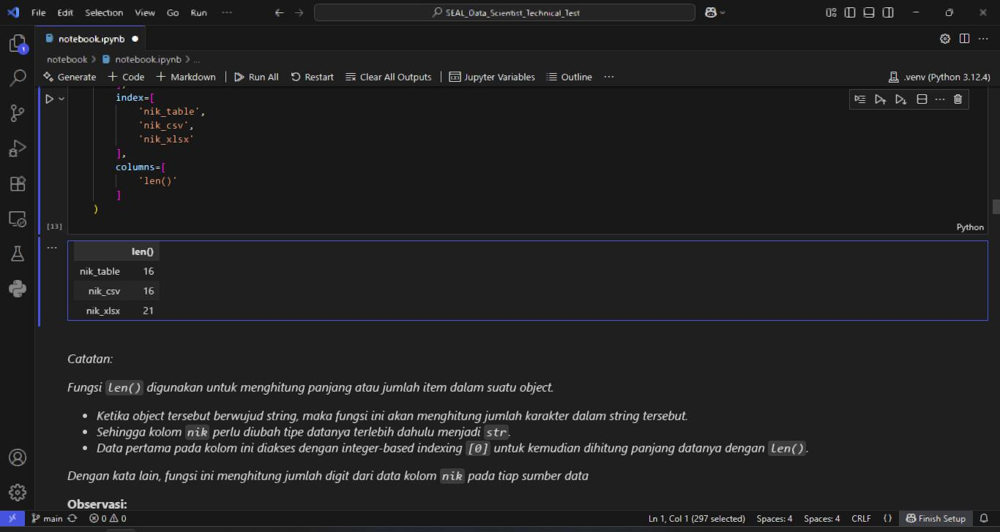 File Edit Selection View Go Run ··· SEAL_Data_Scientist_Technical_Test
notebook.ipynb
1
notebook > notebook.ipynb > ...
Generate + Code + Markdown | Run All Restart Clear All Outputs | Jupyter Variables Outline ··· .venv (Python 3.12.4)
],
index=[
'nik_table',
'nik_csv',
'nik_xlsx'
],
columns=[
'len()'
]
)
[13]
Python
len()
nik_table 16
nik_csv 16
nik_xlsx 21
Catatan:
Fungsi len() digunakan untuk menghitung panjang atau jumlah item dalam suatu object.
• Ketika object tersebut berwujud string, maka fungsi ini akan menghitung jumlah karakter dalam string tersebut.
• Sehingga kolom nik perlu diubah tipe datanya terlebih dahulu menjadi str.
• Data pertama pada kolom ini diakses dengan integer-based indexing [0] untuk kemudian dihitung panjang datanya dengan len().
Dengan kata lain, fungsi ini menghitung jumlah digit dari data kolom nik pada tiap sumber data
Observasi:
main 0 0 Ln 1, Col 1 (297 selected) Spaces: 4 Spaces: 4 CRLF {} Finish Setup